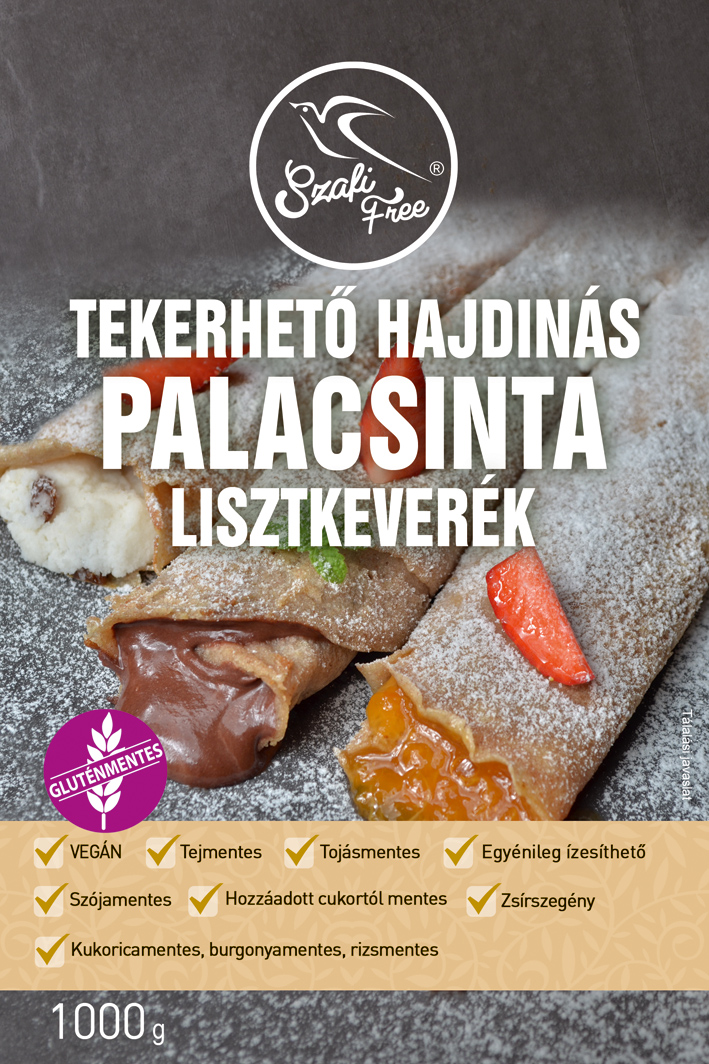 Szafi
Free
®
TEKERHETŐ HAJDINÁS
PALACSINTA
LISZTKEVERÉK
Tálalási javaslat
GLUTÉNMENTES
VEGÁN Tejmentes Tojásmentes Egyénileg ízesíthető
Szójamentes Hozzáadott cukortól mentes Zsírszegény
Kukoricamentes, burgonyamentes, rizsmentes
1000 g